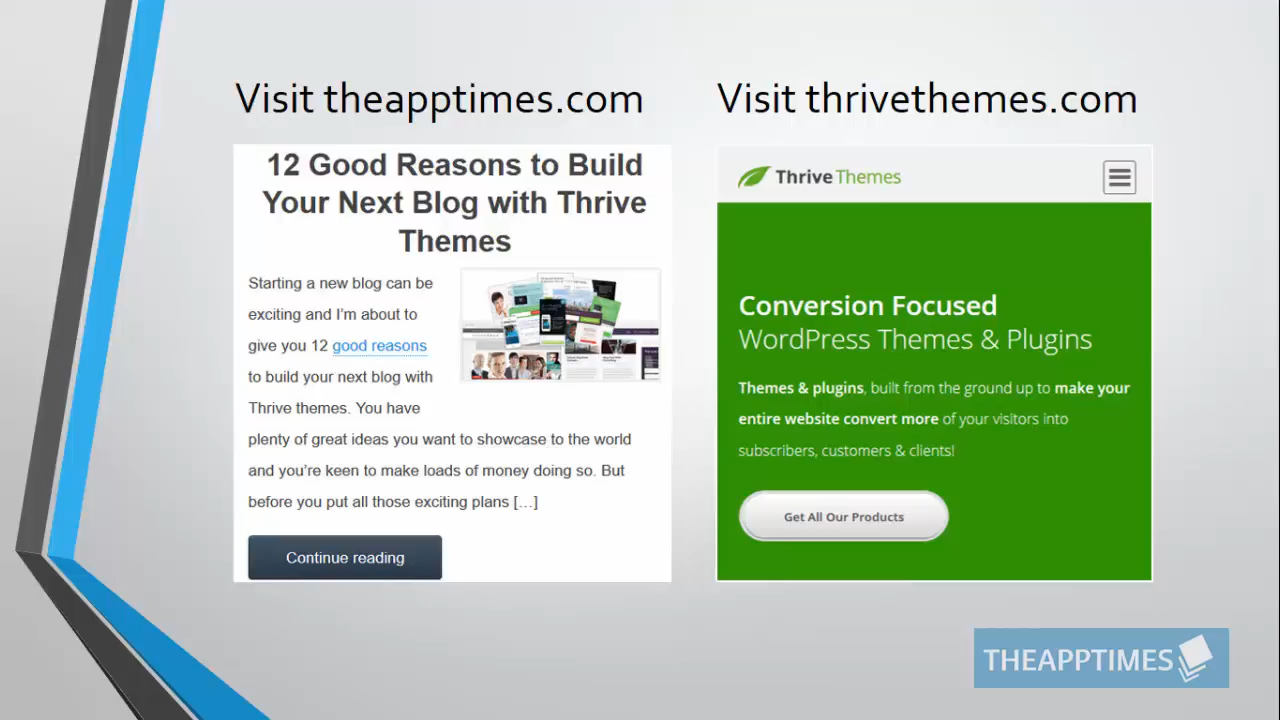 Visit theapptimes.com
12 Good Reasons to Build
Your Next Blog with Thrive
Themes
Starting a new blog can be
exciting and I'm about to
give you 12 good reasons
to build your next blog with
Thrive themes. You have
plenty of great ideas you want to showcase to the world
and you're keen to make loads of money doing so. But
before you put all those exciting plans […]
Continue reading
Visit thrivethemes.com
Thrive Themes
Conversion Focused
WordPress Themes & Plugins
Themes & plugins, built from the ground up to make your
entire website convert more of your visitors into
subscribers, customers & clients!
Get All Our Products
THEAPPTIMES